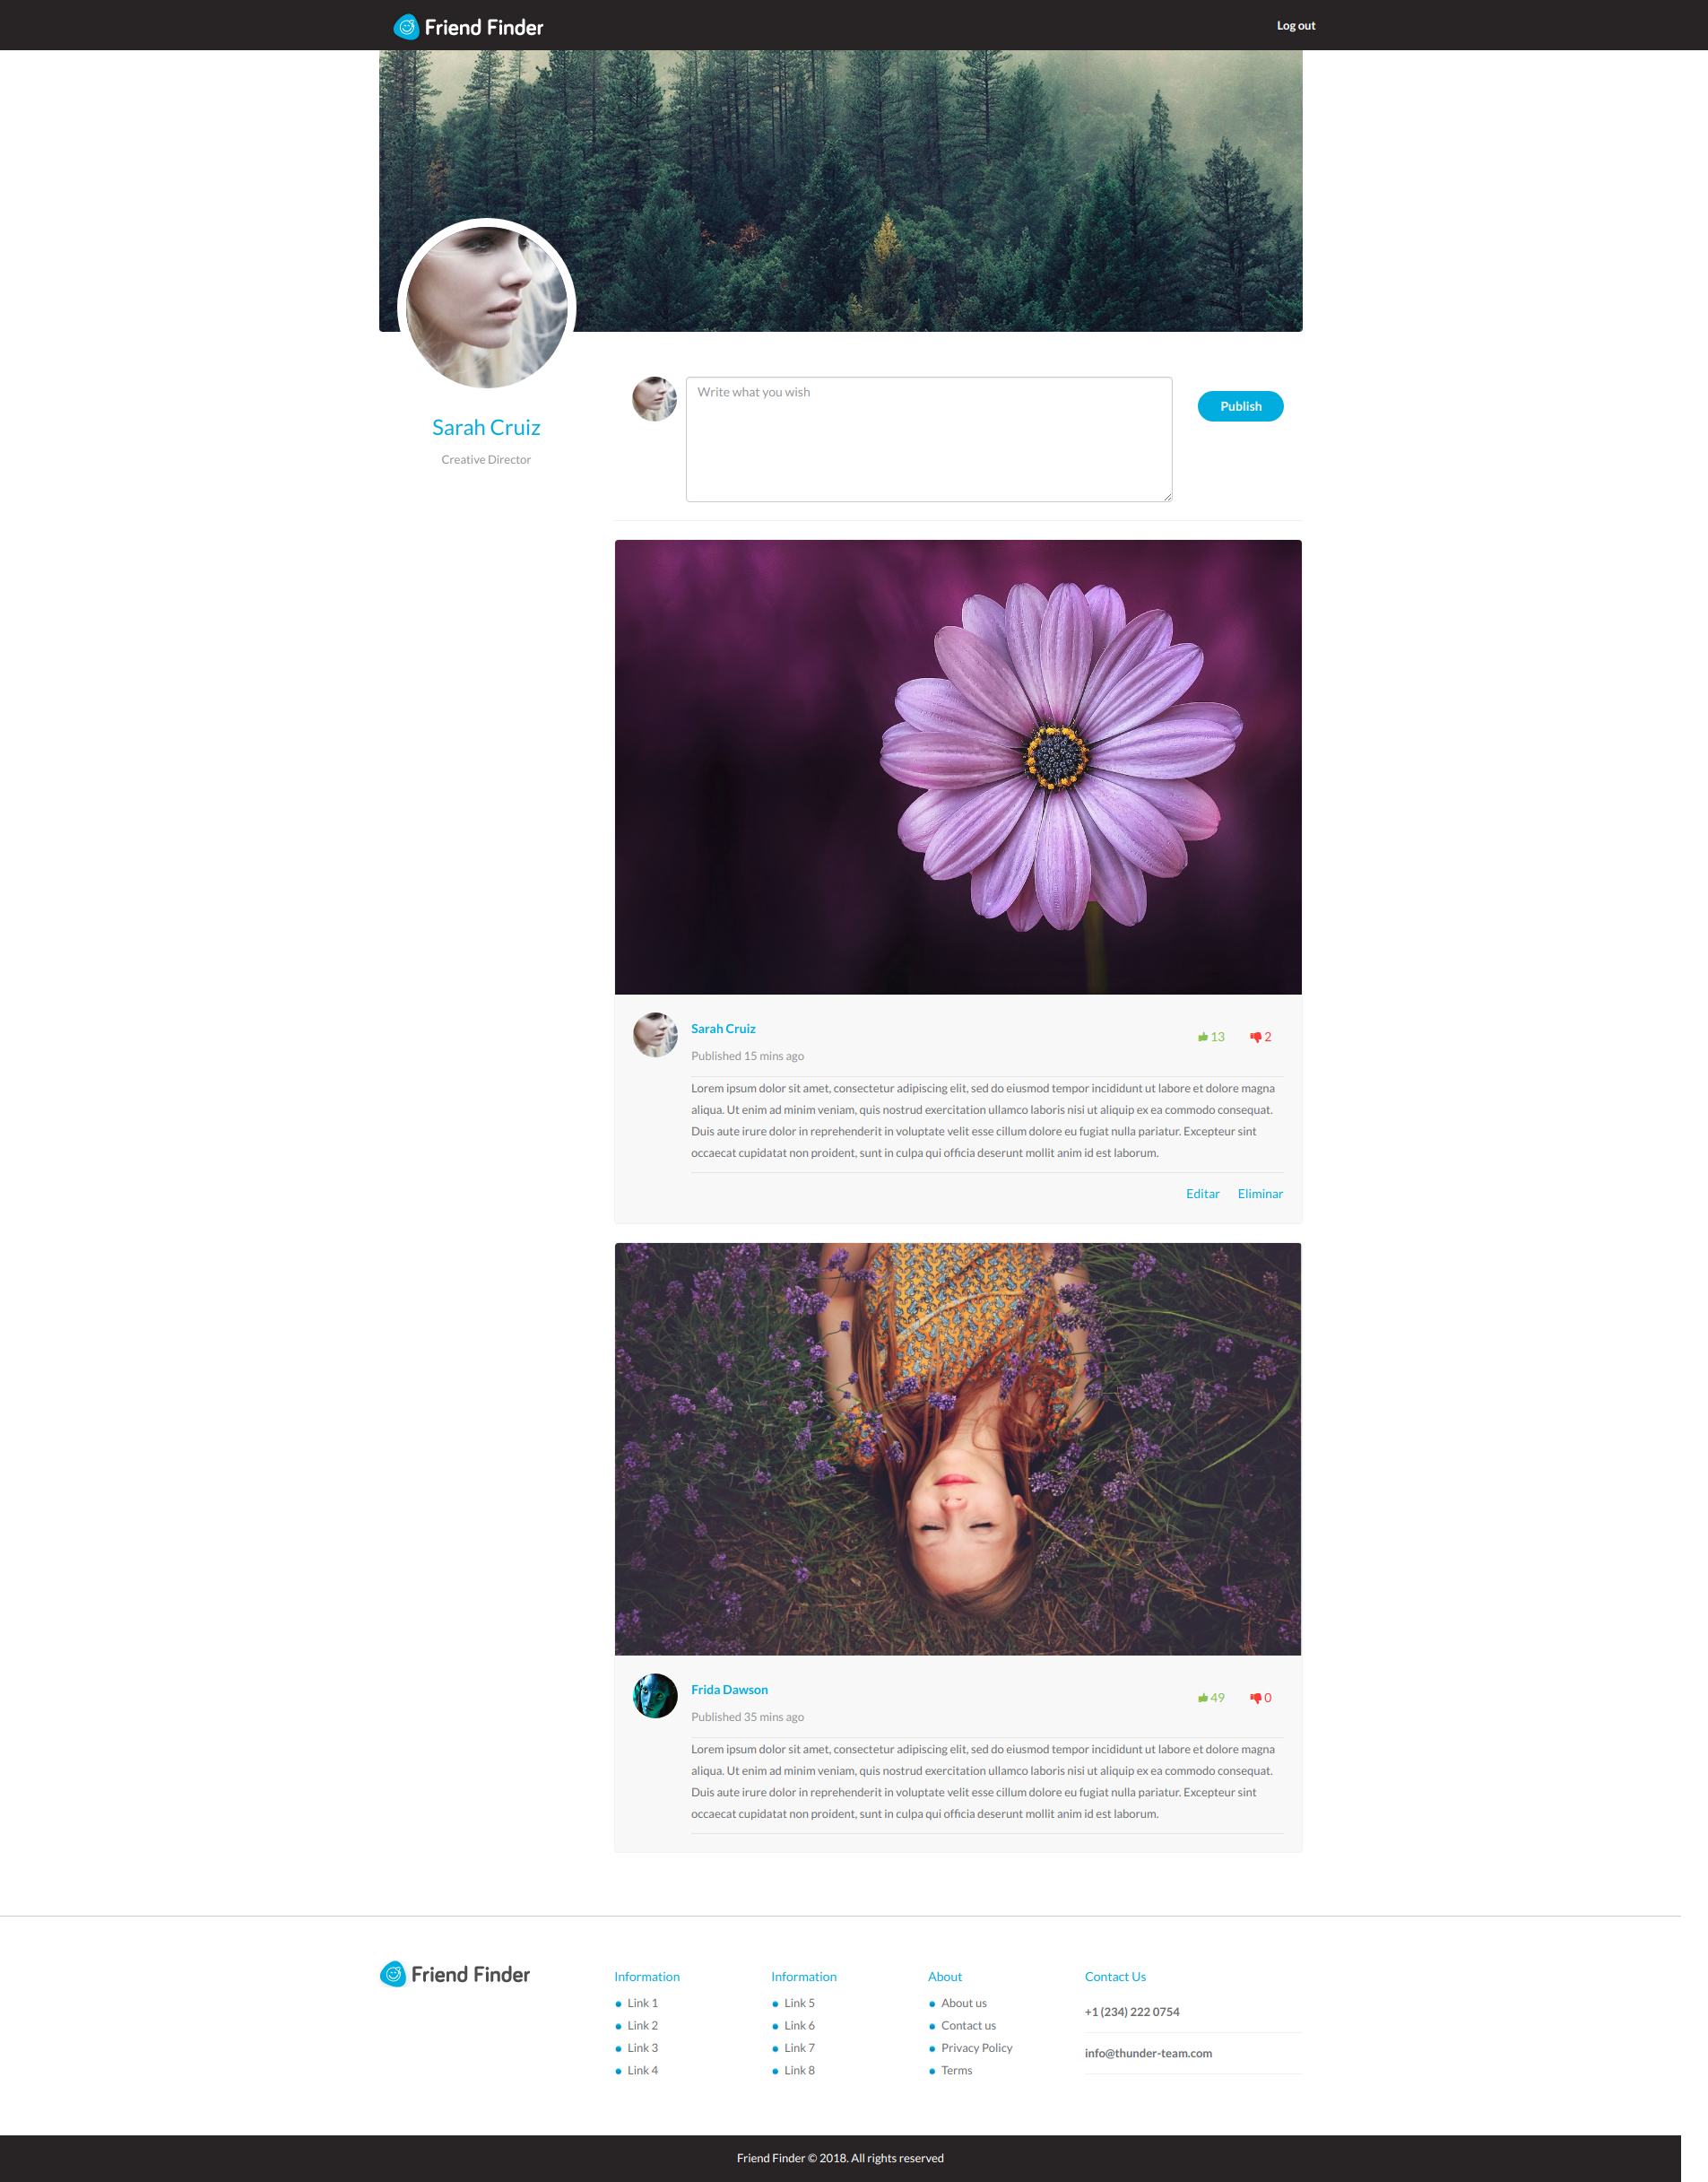 Friend Finder
Log out
Write what you wish
Publish
Sarah Cruiz
Creative Director
Sarah Cruiz
13
2
Published 15 mins ago
Lorem ipsum dolor sit amet, consectetur adipiscing elit, sed do eiusmod tempor incididunt ut labore et dolore magna
aliqua. Ut enim ad minim veniam, quis nostrud exercitation ullamco laboris nisi ut aliquip ex ea commodo consequat.
Duis aute irure dolor in reprehenderit in voluptate velit esse cillum dolore eu fugiat nulla pariatur. Excepteur sint
occaecat cupidatat non proident, sunt in culpa qui officia deserunt mollit anim id est laborum.
Editar
Eliminar
Frida Dawson
49
0
Published 35 mins ago
Lorem ipsum dolor sit amet, consectetur adipiscing elit, sed do eiusmod tempor incididunt ut labore et dolore magna
aliqua. Ut enim ad minim veniam, quis nostrud exercitation ullamco laboris nisi ut aliquip ex ea commodo consequat.
Duis aute irure dolor in reprehenderit in voluptate velit esse cillum dolore eu fugiat nulla pariatur. Excepteur sint
occaecat cupidatat non proident, sunt in culpa qui officia deserunt mollit anim id est laborum.
Friend Finder
Information
Link 1
Link 2
Link 3
Link 4
Information
Link 5
Link 6
Link 7
Link 8
About
About us
Contact us
Privacy Policy
Terms
Contact Us
+1 (234) 222 0754
info@thunder-team.com
Friend Finder © 2018. All rights reserved